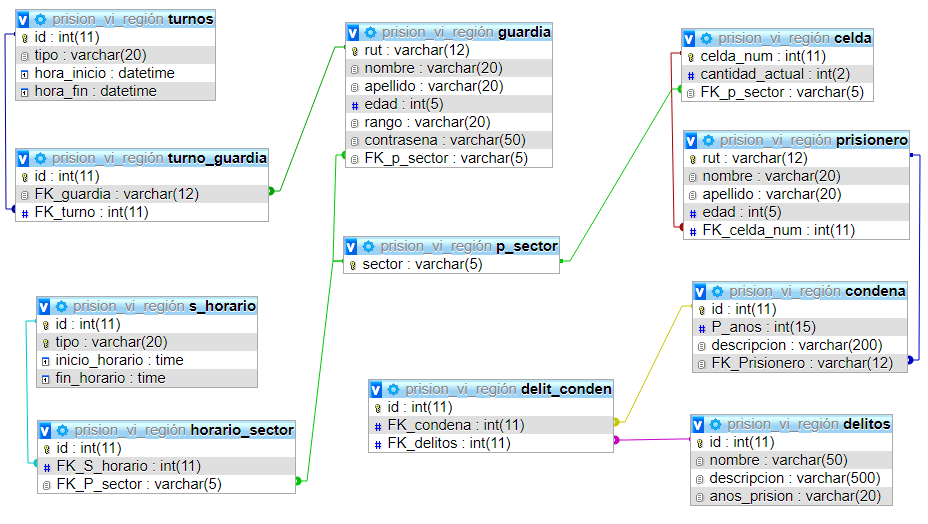 prision_vi_región turnos
id : int(11)
tipo : varchar(20)
hora_inicio : datetime
hora_fin : datetime
prision_vi_región turno_guardia
id : int(11)
FK_guardia : varchar(12)
FK_turno : int(11)
prision_vi_región guardia
rut : varchar(12)
nombre : varchar(20)
apellido : varchar(20)
edad : int(5)
rango : varchar(20)
contrasena : varchar(50)
FK_p_sector : varchar(5)
prision_vi_región celda
celda_num : int(11)
cantidad_actual : int(2)
FK_p_sector : varchar(5)
prision_vi_región prisionero
rut : varchar(12)
nombre : varchar(20)
apellido : varchar(20)
edad : int(5)
FK_celda_num : int(11)
prision_vi_región p_sector
sector : varchar(5)
prision_vi_región s_horario
id : int(11)
tipo : varchar(20)
inicio_horario : time
fin_horario : time
prision_vi_región horario_sector
id : int(11)
FK_S_horario : int(11)
FK_P_sector : varchar(5)
prision_vi_región delit_conden
id : int(11)
FK_condena : int(11)
FK_delitos : int(11)
prision_vi_región condena
id : int(11)
P_anos : int(15)
descripcion : varchar(200)
FK_Prisionero : varchar(12)
prision_vi_región delitos
id : int(11)
nombre : varchar(50)
descripcion : varchar(500)
anos_prision : varchar(20)